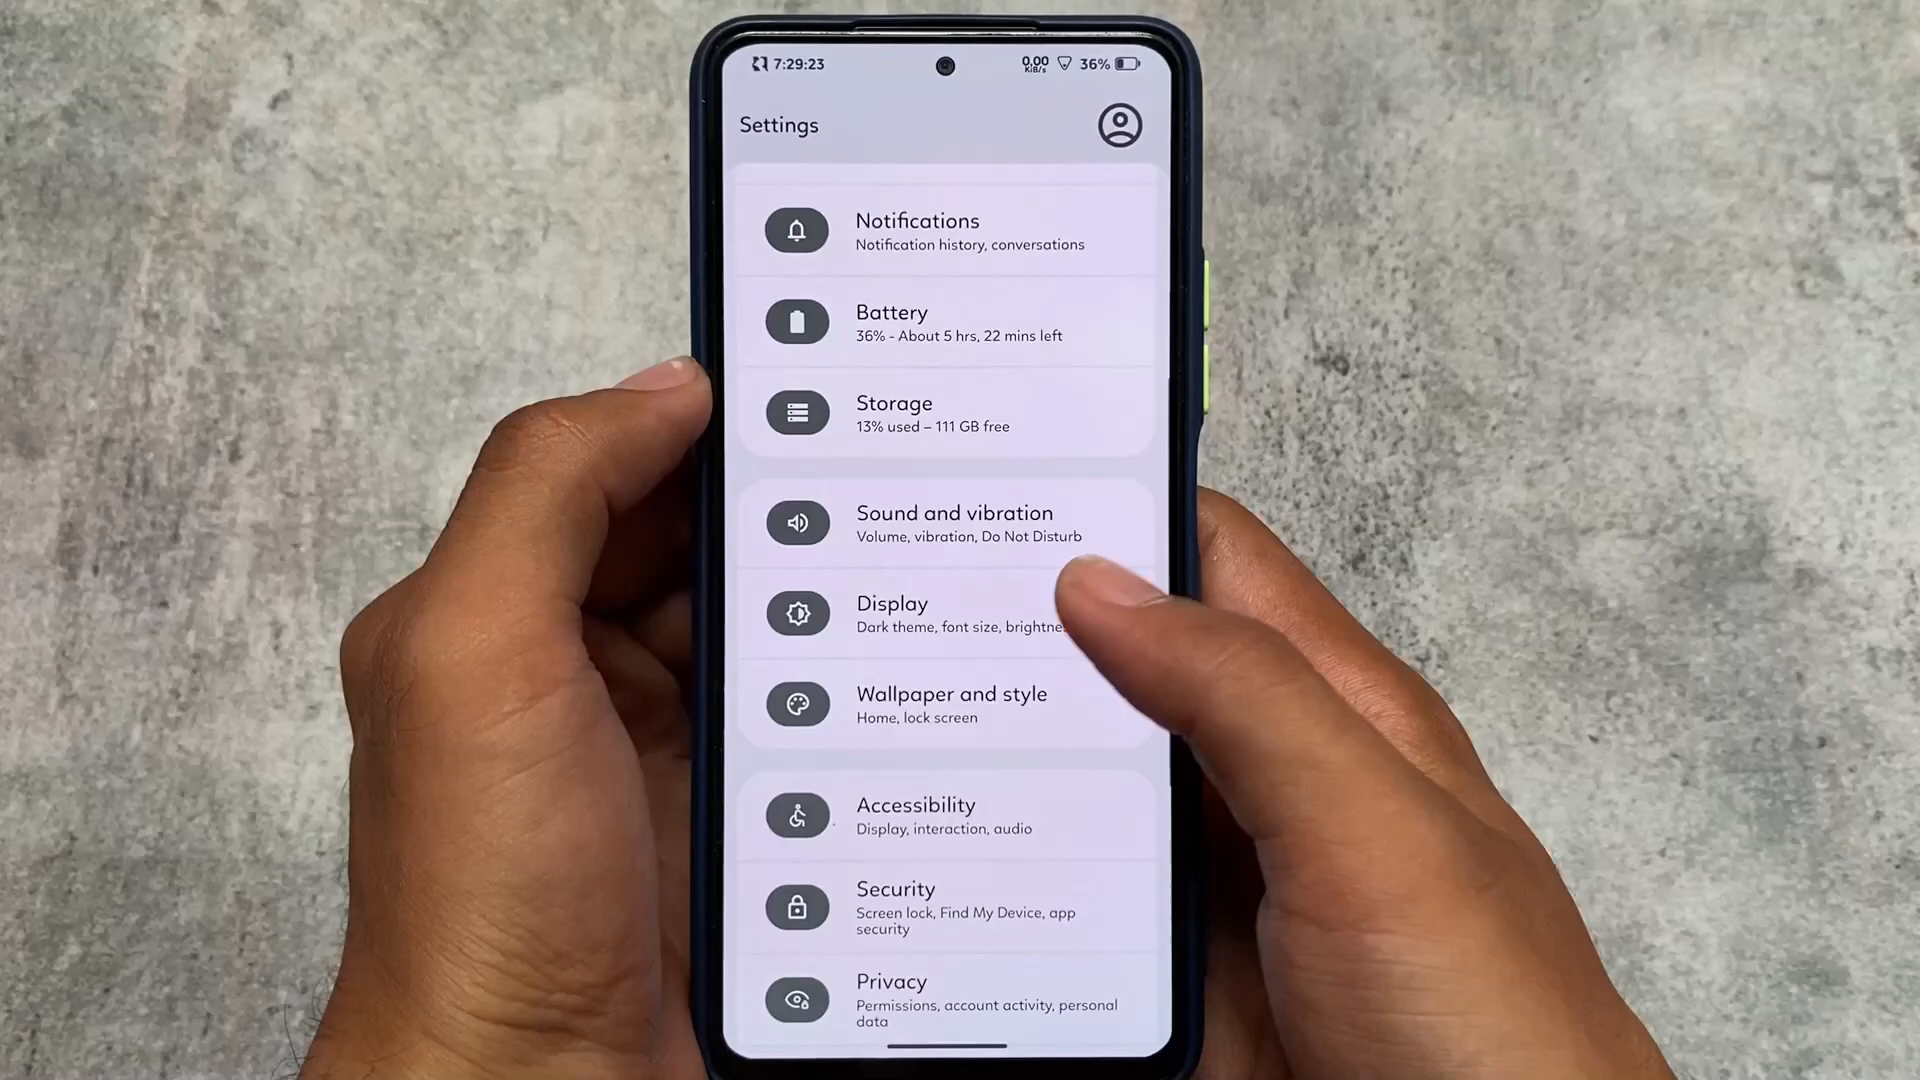 7:29:23
0.00
KiB/s
36%
Settings
Notifications
Notification history, conversations
Battery
36% - About 5 hrs, 22 mins left
Storage
13% used – 111 GB free
Sound and vibration
Volume, vibration, Do Not Disturb
Display
Dark theme, font size,
Wallpaper and style
Home, lock screen
Accessibility
Display, interaction, audio
Security
Screen lock, Find My Device, app
security
Privacy
Permissions, account activity, personal
data